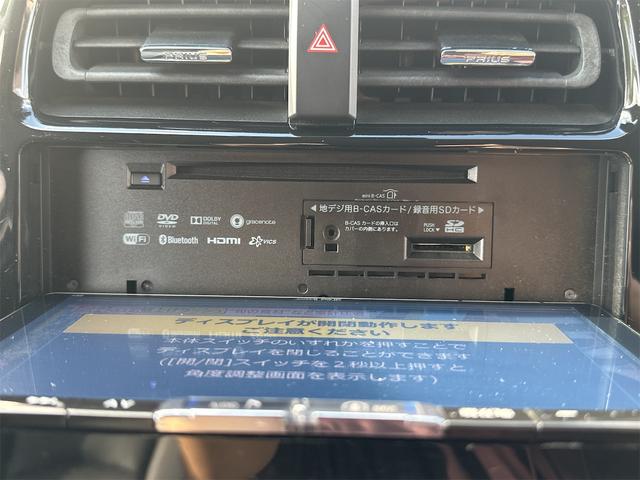 PRIUS
PRIUS
mini B-CAS
◀ 地デジ用B-CASカード/録音用SDカード ▶
B-CAS カードの挿入口は
カバーの内側にあります。
PUSH
LOCK ▼
SD
HC
DVD
VIDEO
DOLBY
DIGITAL
gracenote
Wi Fi
Bluetooth
HDMI
VICS
ディスプレイが開閉動作します
ご注意ください
本体スイッチのいずれかを押すことで
ディスプレイを閉じることができます
([開/閉]スイッチを2秒以上押すと
角度調整画面を表示します)